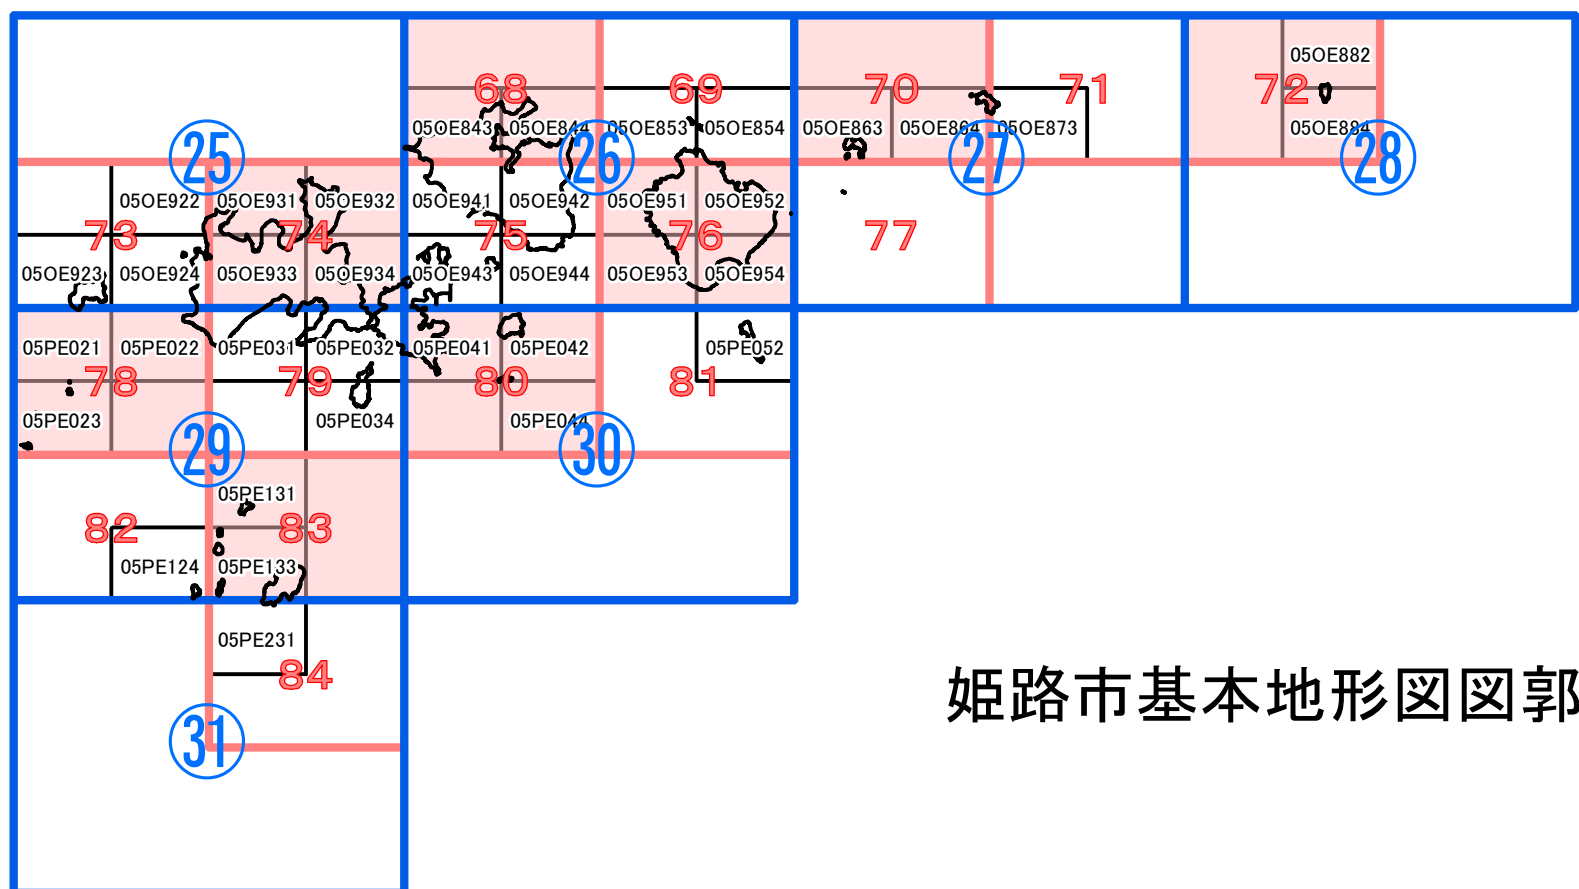 05OE882
68 69 70 71 72
05OE843 05OE844 05OE853 05OE854 05OE863 05OE864 05OE873 05OE884
25 26 27 28
05OE922 05OE931 05OE932 05OE941 05OE942 05OE951 05OE952
73 74 75 76 77
05OE923 05OE924 05OE933 05OE934 05OE943 05OE944 05OE953 05OE954
05PE021 05PE022 05PE031 05PE032 05PE041 05PE042 05PE052
78 79 80 81
05PE023 05PE034 05PE044
29 30
05PE131
82 83
05PE124 05PE133
05PE231
84
姫路市基本地形図図郭
31